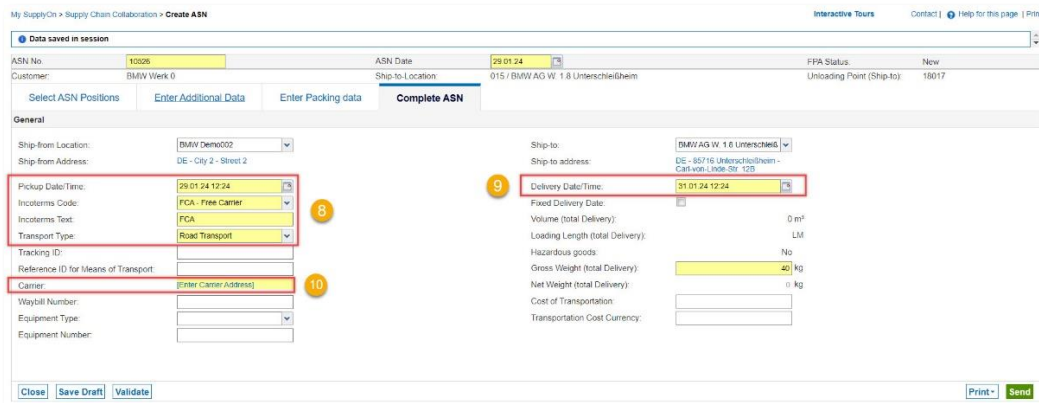 My SupplyOn > Supply Chain Collaboration > Create ASN Interactive Tours Contact | Help for this page | Prin
Data saved in session
ASN No. 10526 ASN Date 29.01.24 FPA Status: New
Customer: BMW Werk 0 Ship-to-Location: 015 / BMW AG W. 1.8 Unterschleißheim Unloading Point (Ship-to): 18017
Select ASN Positions Enter Additional Data Enter Packing data Complete ASN
General
Ship-from Location: BMW Demo002 Ship-to: BMW AG W. 1.8 Unterschleiß
Ship-from Address: DE - City 2 - Street 2 Ship-to address: DE - 85716 Unterschleißheim -
Carl-von-Linde-Str. 12B
Pickup Date/Time: 29.01.24 12:24 9 Delivery Date/Time: 31.01.24 12:24
Incoterms Code: FCA - Free Carrier 8 Fixed Delivery Date:
Incoterms Text: FCA Volume (total Delivery): 0 m³
Transport Type: Road Transport Loading Length (total Delivery): LM
Tracking ID: Hazardous goods: No
Reference ID for Means of Transport: Gross Weight (total Delivery): 40 kg
Carrier: [Enter Carrier Address] 10 Net Weight (total Delivery): 0 kg
Waybill Number: Cost of Transportation:
Equipment Type: Transportation Cost Currency:
Equipment Number:
Close Save Draft Validate Print Send